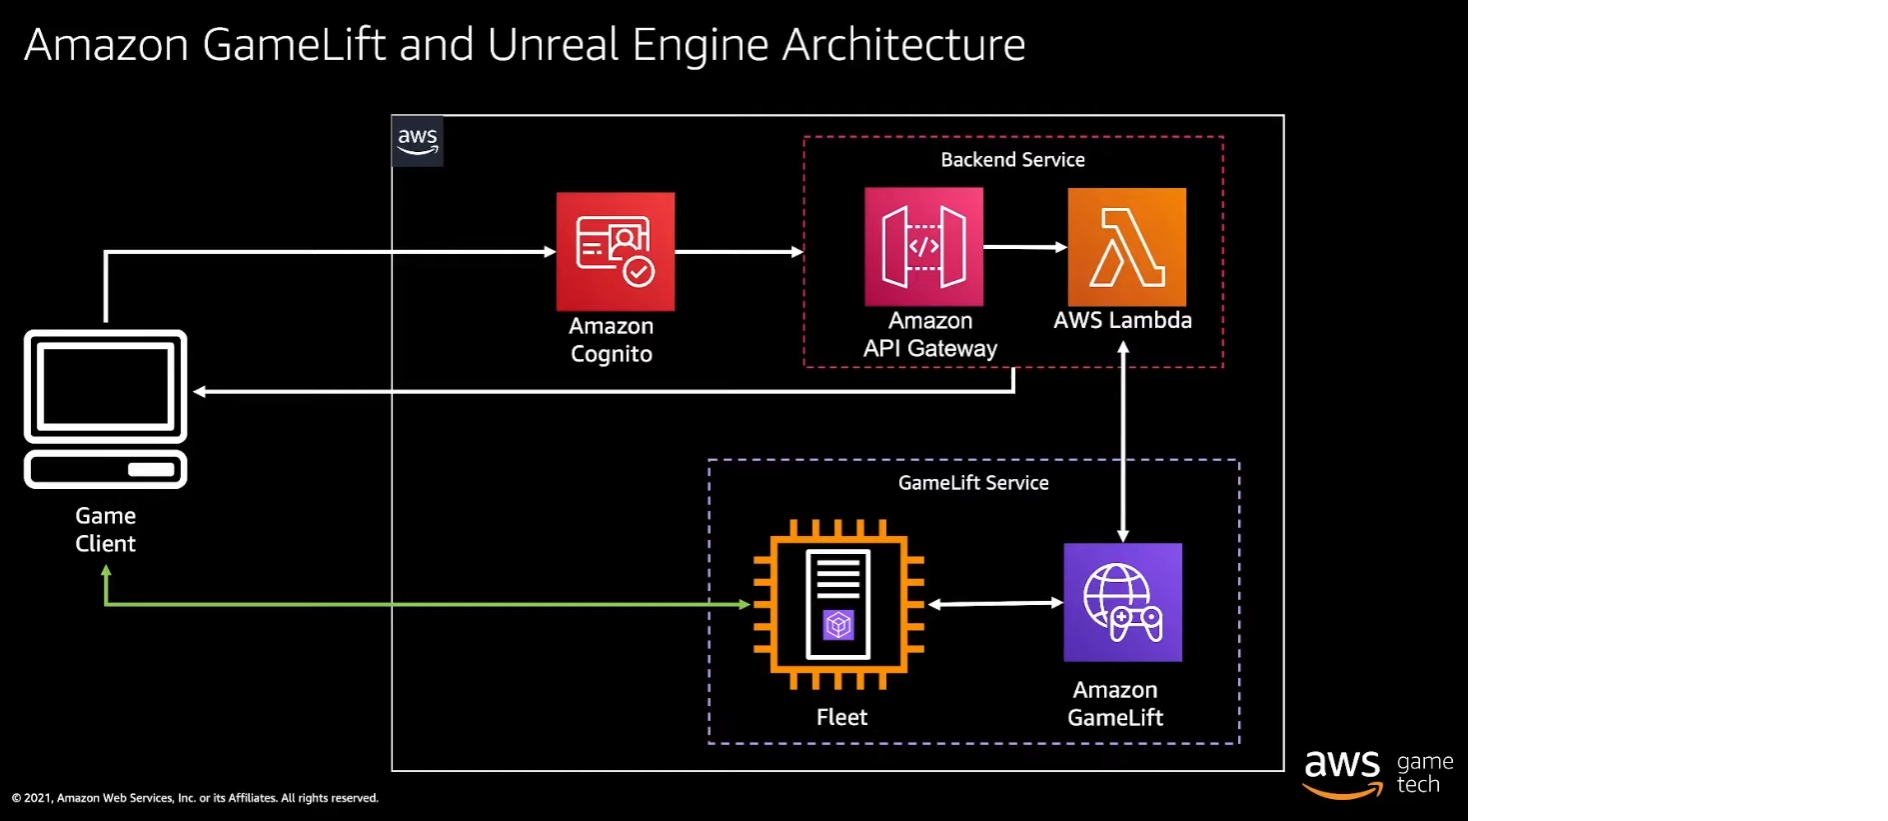 Amazon GameLift and Unreal Engine Architecture
aws
Backend Service
</>
Amazon
Cognito
Amazon
API Gateway
AWS Lambda
Game
Client
GameLift Service
Fleet
Amazon
GameLift
aws
game
tech
© 2021, Amazon Web Services, Inc. or its Affiliates. All rights reserved.